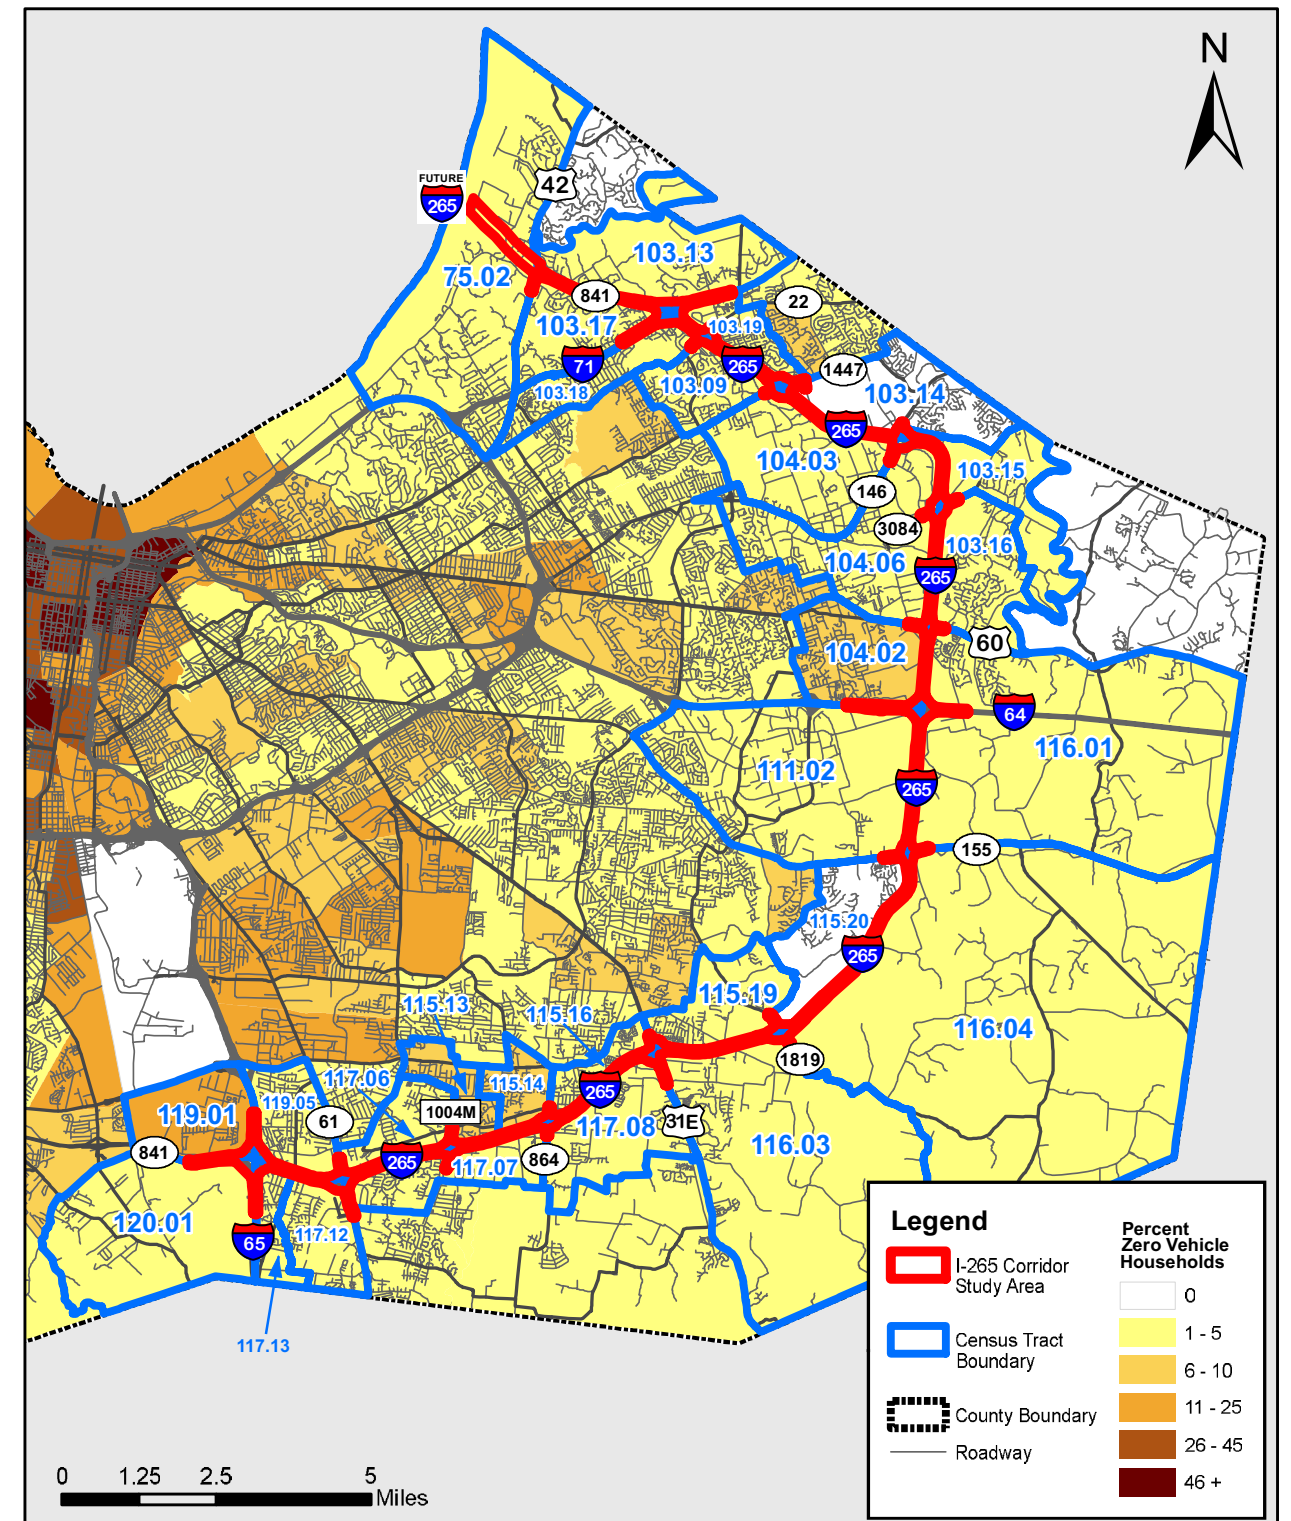 N
FUTURE
265
42
75.02
103.13
841
103.17
22
103.19
71
265
1447
103.18
103.09
103.14
265
104.03
103.15
146
3084
103.16
104.06
265
60
104.02
64
116.01
111.02
265
155
115.20
265
115.19
115.13
115.16
116.04
1819
117.06
115.14
265
119.05
1004M
119.01
61
117.08
31E
116.03
841
265
117.07
864
120.01
117.12
65
117.13
Legend
I-265 Corridor
Study Area
Census Tract
Boundary
County Boundary
Roadway
Percent
Zero Vehicle
Households
0
1 - 5
6 - 10
11 - 25
26 - 45
46 +
0 1.25 2.5 5
Miles